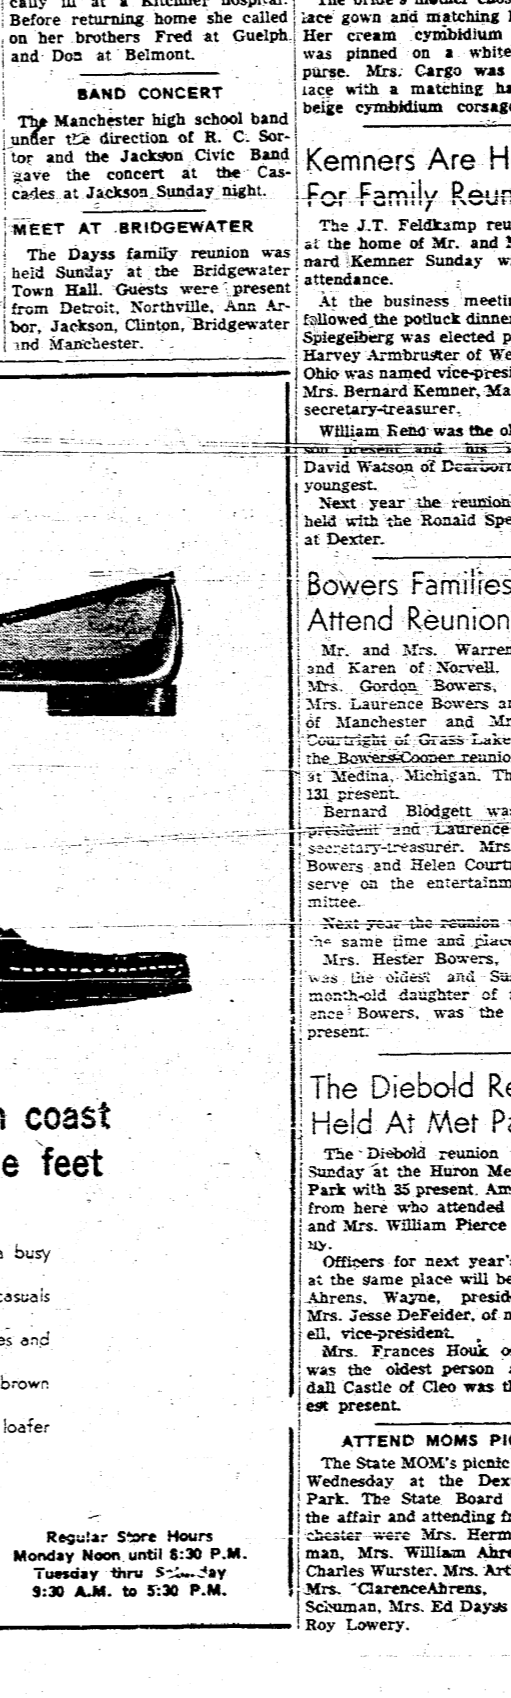 cally ill at a Kitchener hospital.
Before returning home she called
on her brothers Fred at Guelph
and Don at Belmont.
BAND CONCERT
The Manchester high school band
under the direction of R. C. Sor-
tor and the Jackson Civic Band
gave the concert at the Cas-
cades at Jackson Sunday night.
MEET AT BRIDGEWATER
The Dayss family reunion was
held Sunday at the Bridgewater
Town Hall. Guests were present
from Detroit, Northville, Ann Ar-
bor, Jackson, Clinton, Bridgewater
and Manchester.
coast
e feet
a busy
casuals
es and
brown
loafer
Regular Store Hours
Monday Noon until 8:30 P.M.
Tuesday thru Saturday
9:30 A.M. to 5:30 P.M.
The bride's mother
lace gown and matching
Her cream cymbidium
was pinned on a white
purse. Mrs. Cargo was
lace with a matching ha
beige cymbidium corsag
Kemners Are H
For Family Reun
The J.T. Feldkamp reu
at the home of Mr. and
nard Kemner Sunday w
attendance.
At the business meetin
followed the potluck dinner
Spiegelberg was elected p
Harvey Armbruster of We
Ohio was named vice-presi
Mrs. Bernard Kemner, Ma
secretary-treasurer.
William Reno was the ol
son present and his
David Watson of Dearborn
youngest.
Next year the reunion
held with the Ronald Spe
at Dexter.
Bowers Families
Attend Reunion
Mr. and Mrs. Warren
and Karen of Norvell.
Mrs. Gordon Bowers,
Mrs. Laurence Bowers an
of Manchester and Mr
Courtright of Grass Lake
the Bowers-Cooper reunio
at Medina, Michigan. Th
131 present.
Bernard Blodgett was
president and Laurence
secretary-treasurer. Mrs.
Bowers and Helen Courtr
serve on the entertainm
mittee.
Next year the reunion
the same time and place
Mrs. Hester Bowers,
was the oldest and Su
month-old daughter of
ence Bowers, was the
present.
The Diebold Re
Held At Met Pa
The Diebold reunion
Sunday at the Huron Me
Park with 35 present. Am
from here who attended
and Mrs. William Pierce
ily.
Officers for next year's
at the same place will be
Ahrens, Wayne, presid
Mrs. Jesse DeFeider, of n
ell, vice-president.
Mrs. Frances Houk o
was the oldest person a
dall Castle of Cleo was th
est present.
ATTEND MOMS PIC
The State MOM's picnic
Wednesday at the Dex
Park. The State Board
the affair and attending fr
chester were Mrs. Herm
man, Mrs. William Ahre
Charles Wurster, Mrs. Art
Mrs. Clarence Ahrens,
Schuman, Mrs. Ed Dayss
Roy Lowery.